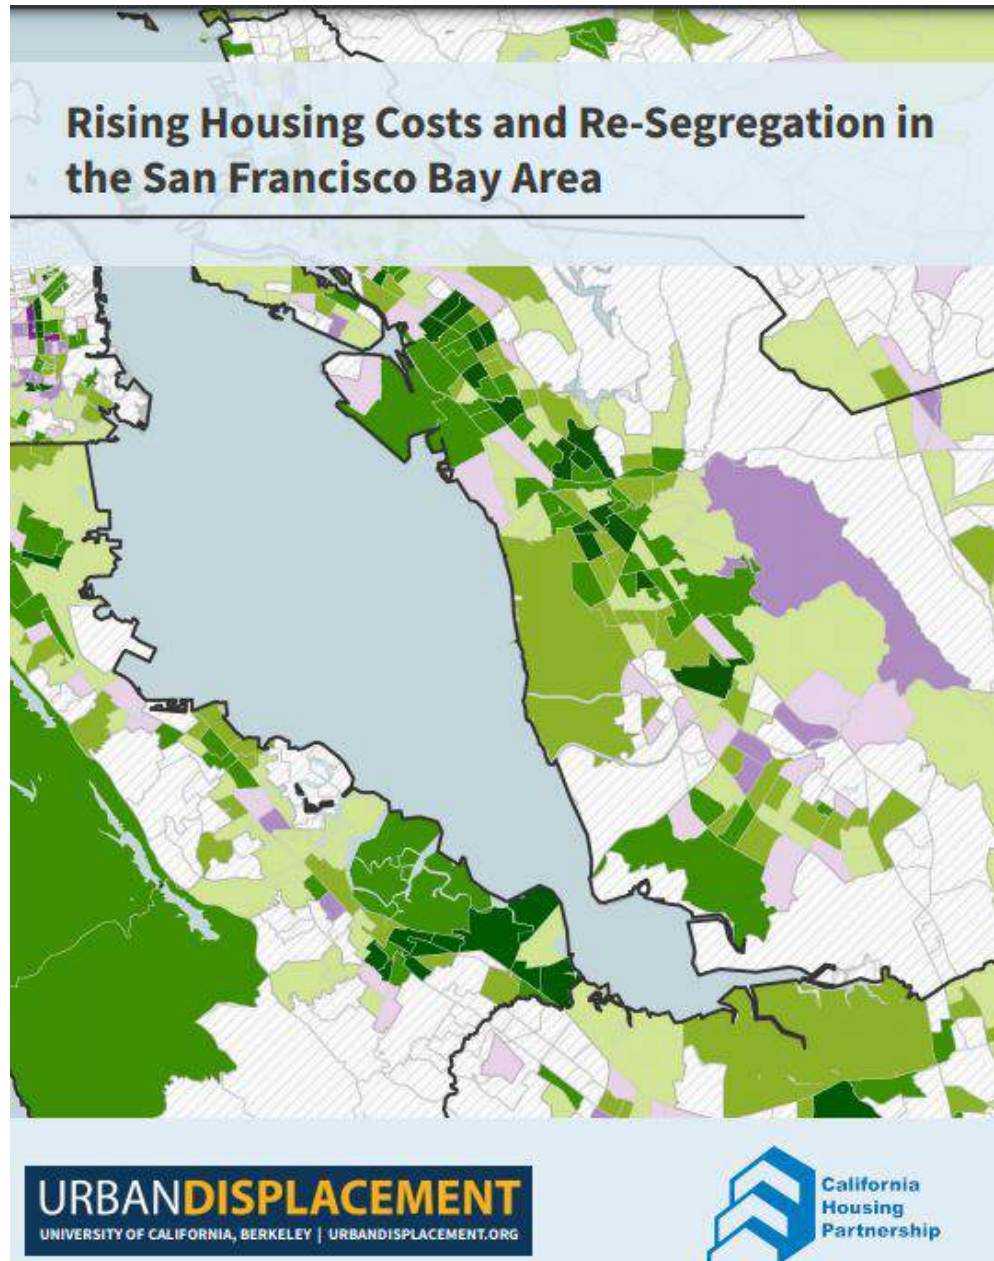 Rising Housing Costs and Re-Segregation in
the San Francisco Bay Area
URBANDISPLACEMENT
UNIVERSITY OF CALIFORNIA, BERKELEY | URBANDISPLACEMENT.ORG
California
Housing
Partnership